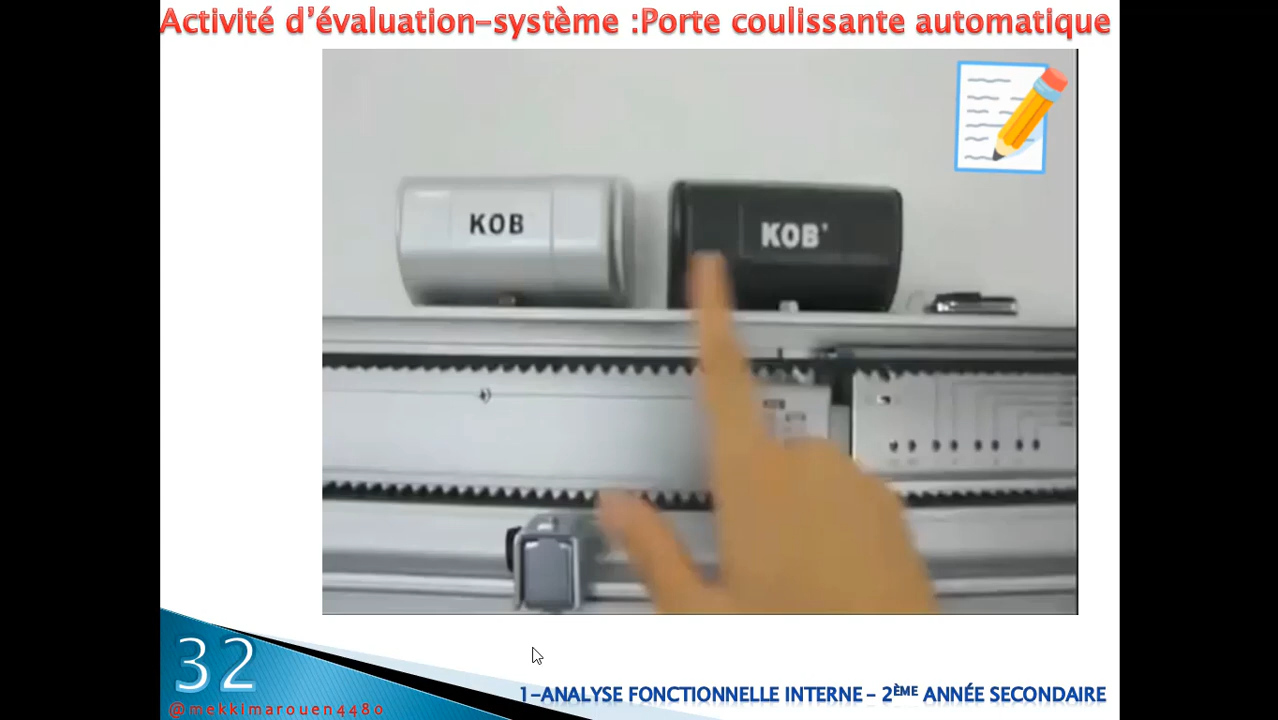 Activité d’évaluation-système :Porte coulissante automatique
KOB
KOB
32
1-ANALYSE FONCTIONNELLE INTERNE - 2ÈME ANNÉE SECONDAIRE
@mekkimarouen4480